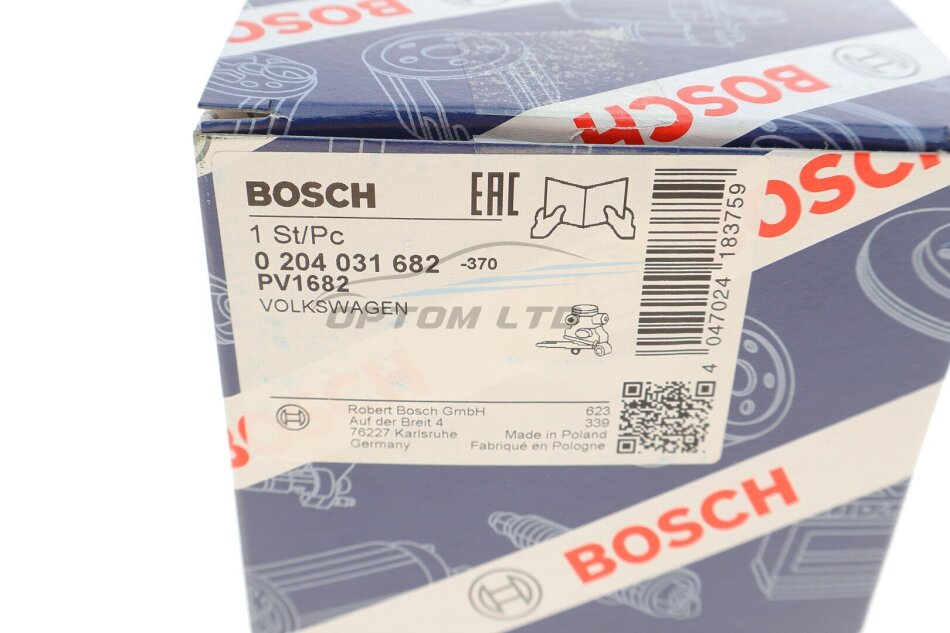 BOSCH
BOSCH
BOSCH EAC
1 St/Pc
0 204 031 682 -370
PV1682
VOLKSWAGEN
OPTOM LTD
4 047024 183759
Robert Bosch GmbH
Auf der Breit 4
76227 Karlsruhe
Germany
623
339
Made in Poland
Fabriqué en Pologne
BOSCH